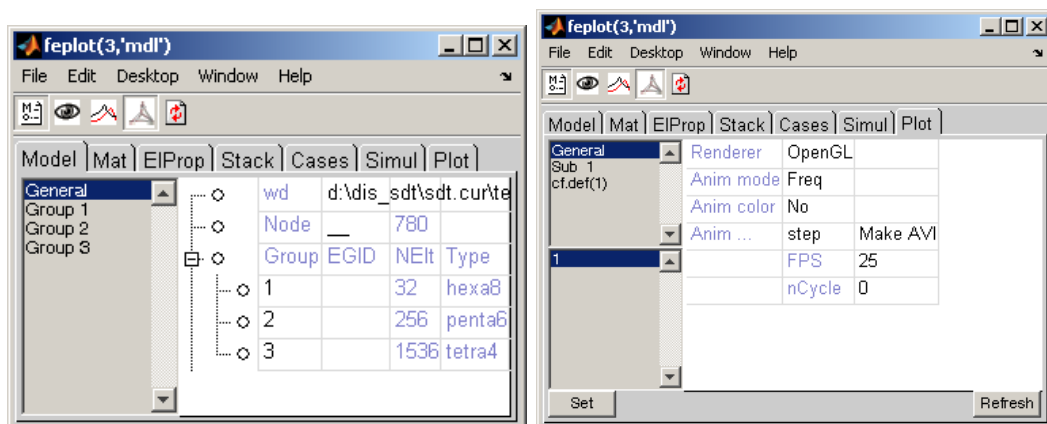 feplot(3,'mdl')
File Edit Desktop Window Help
Model Mat ElProp Stack Cases Simul Plot
General
Group 1
Group 2
Group 3
wd d:\dis_sdt\sdt.cur\te
Node __ 780
Group EGID NElt Type
1 32 hexa8
2 256 penta6
3 1536 tetra4
feplot(3,'mdl')
File Edit Desktop Window Help
Model Mat ElProp Stack Cases Simul Plot
General
Sub 1
cf.def(1)
Renderer OpenGL
Anim mode Freq
Anim color No
Anim ... step Make AVI
1
FPS 25
nCycle 0
Set
Refresh